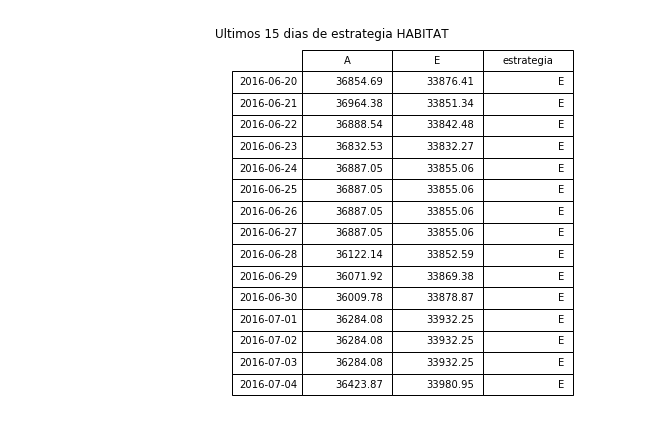 Ultimos 15 dias de estrategia HABITAT
A E estrategia
2016-06-20 36854.69 33876.41 E
2016-06-21 36964.38 33851.34 E
2016-06-22 36888.54 33842.48 E
2016-06-23 36832.53 33832.27 E
2016-06-24 36887.05 33855.06 E
2016-06-25 36887.05 33855.06 E
2016-06-26 36887.05 33855.06 E
2016-06-27 36887.05 33855.06 E
2016-06-28 36122.14 33852.59 E
2016-06-29 36071.92 33869.38 E
2016-06-30 36009.78 33878.87 E
2016-07-01 36284.08 33932.25 E
2016-07-02 36284.08 33932.25 E
2016-07-03 36284.08 33932.25 E
2016-07-04 36423.87 33980.95 E